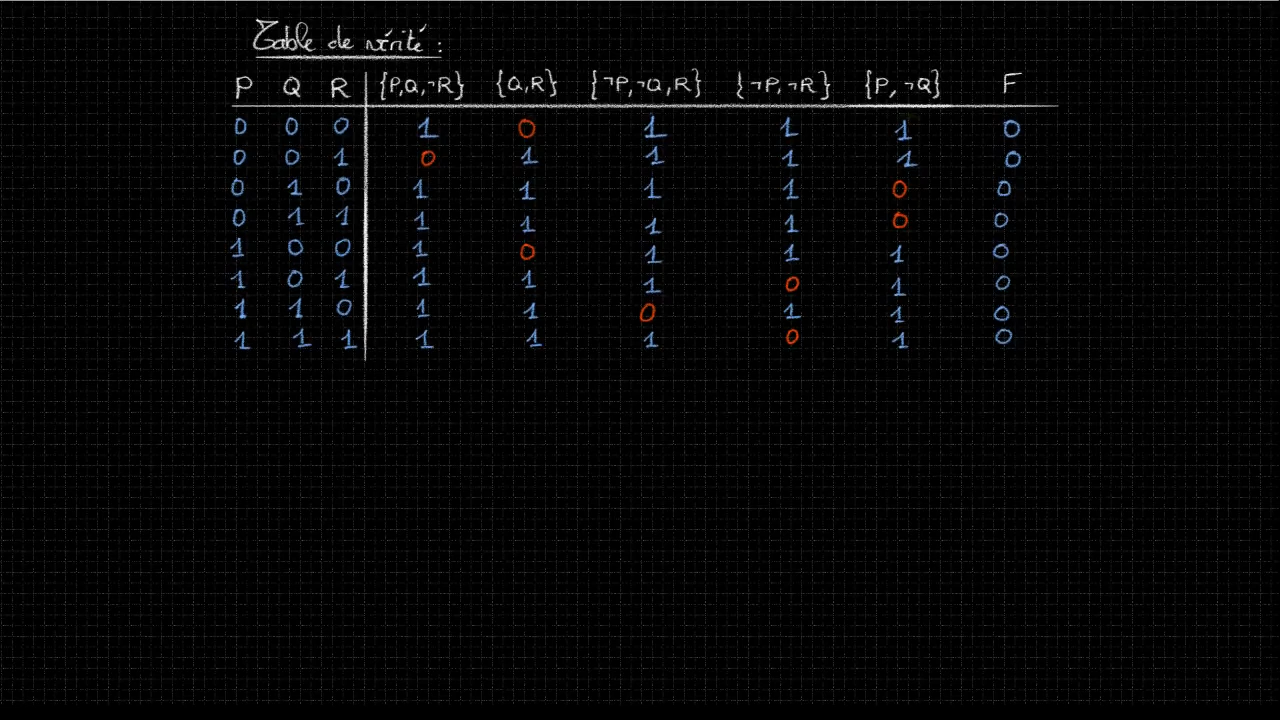 Table de vérité :
P Q R {P,Q,¬R} {Q,R} {¬P,¬Q,R} {¬P,¬R} {P,¬Q} F
0 0 0 1 0 1 1 1 0
0 0 1 0 1 1 1 1 0
0 1 0 1 1 1 1 0 0
0 1 1 1 1 1 1 0 0
1 0 0 1 0 1 1 1 0
1 0 1 1 1 1 0 1 0
1 1 0 1 1 0 1 1 0
1 1 1 1 1 1 0 1 0